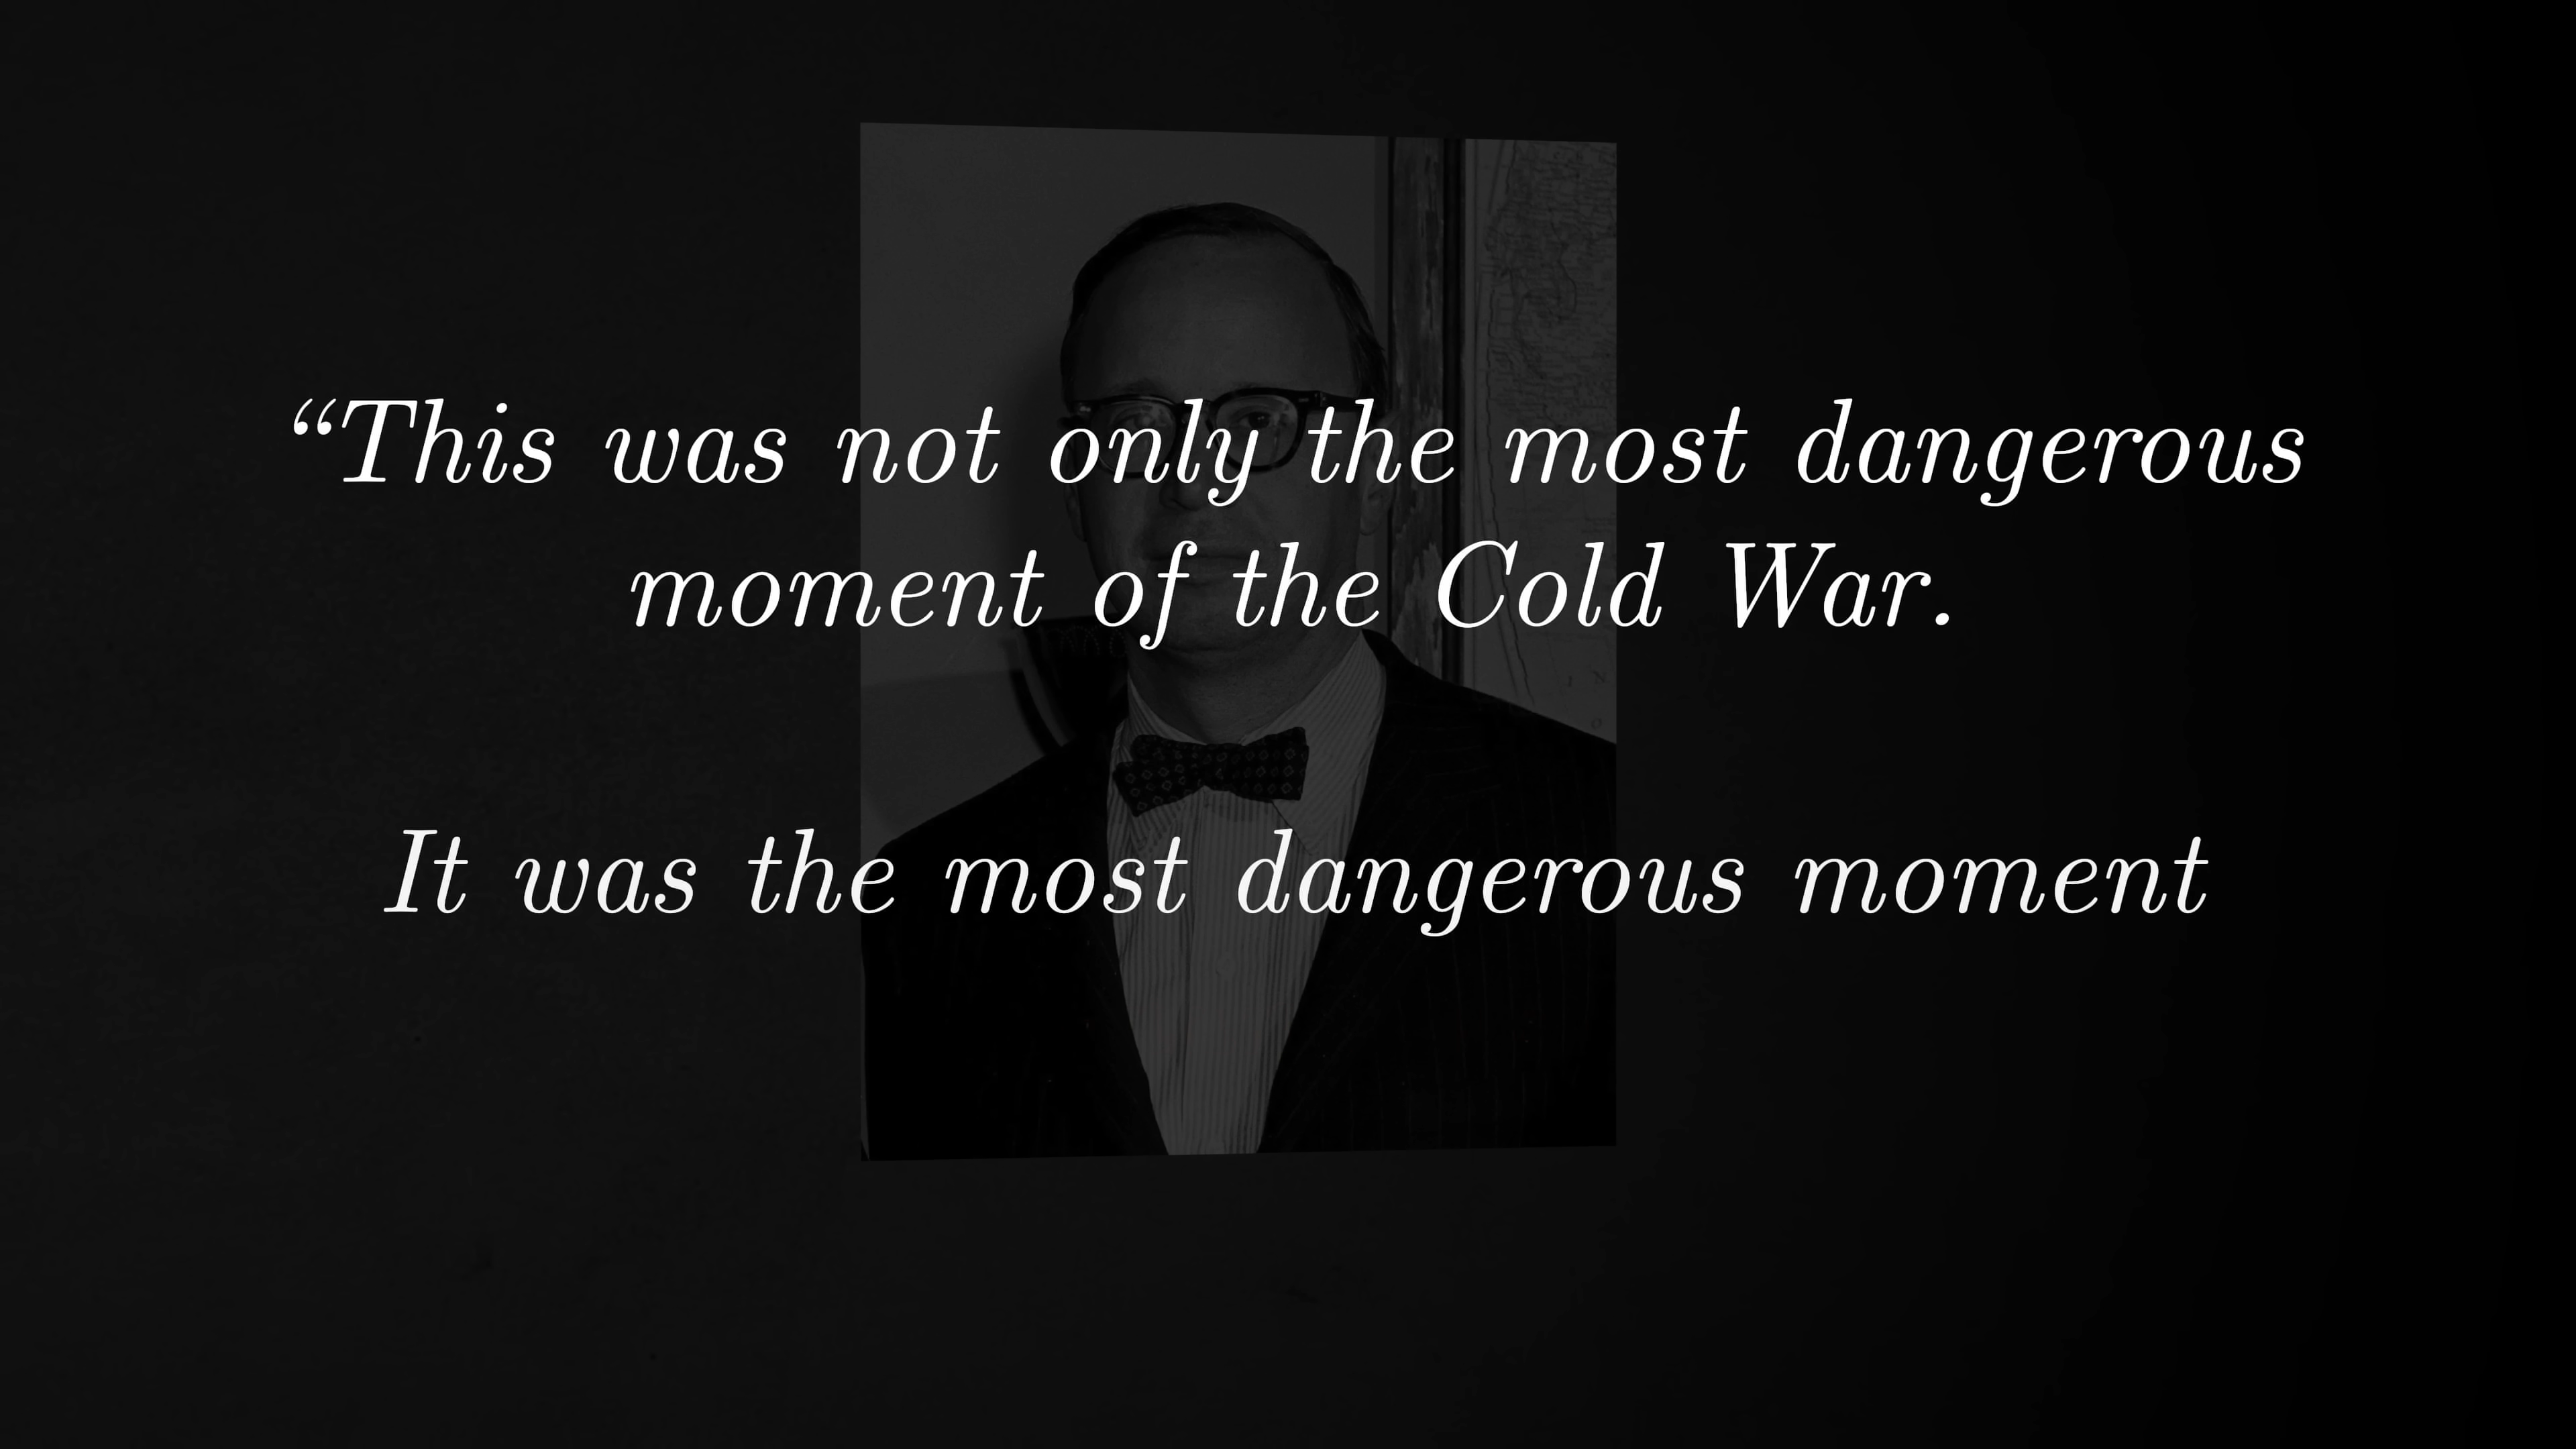 “This was not only the most dangerous
moment of the Cold War.
It was the most dangerous moment